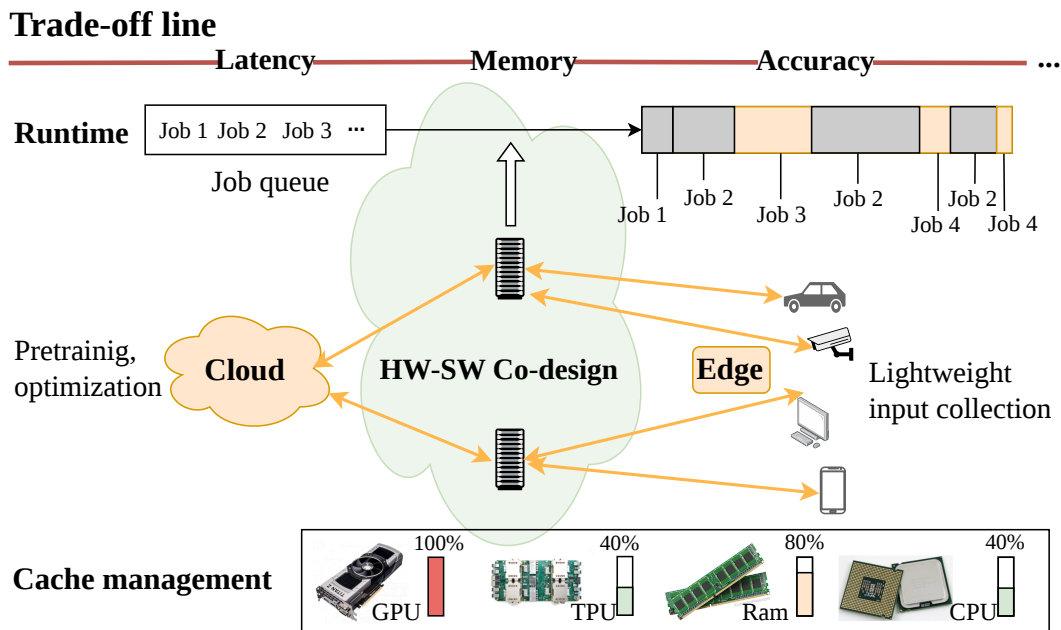 Trade-off line
Latency Memory Accuracy ...
Runtime
Job 1 Job 2 Job 3 ...
Job queue
Job 1
Job 2
Job 3
Job 2
Job 4
Job 2
Job 4
Pretrainig,
optimization
Cloud
HW-SW Co-design
Edge
Lightweight
input collection
Cache management
100%
GPU
40%
TPU
80%
Ram
40%
CPU